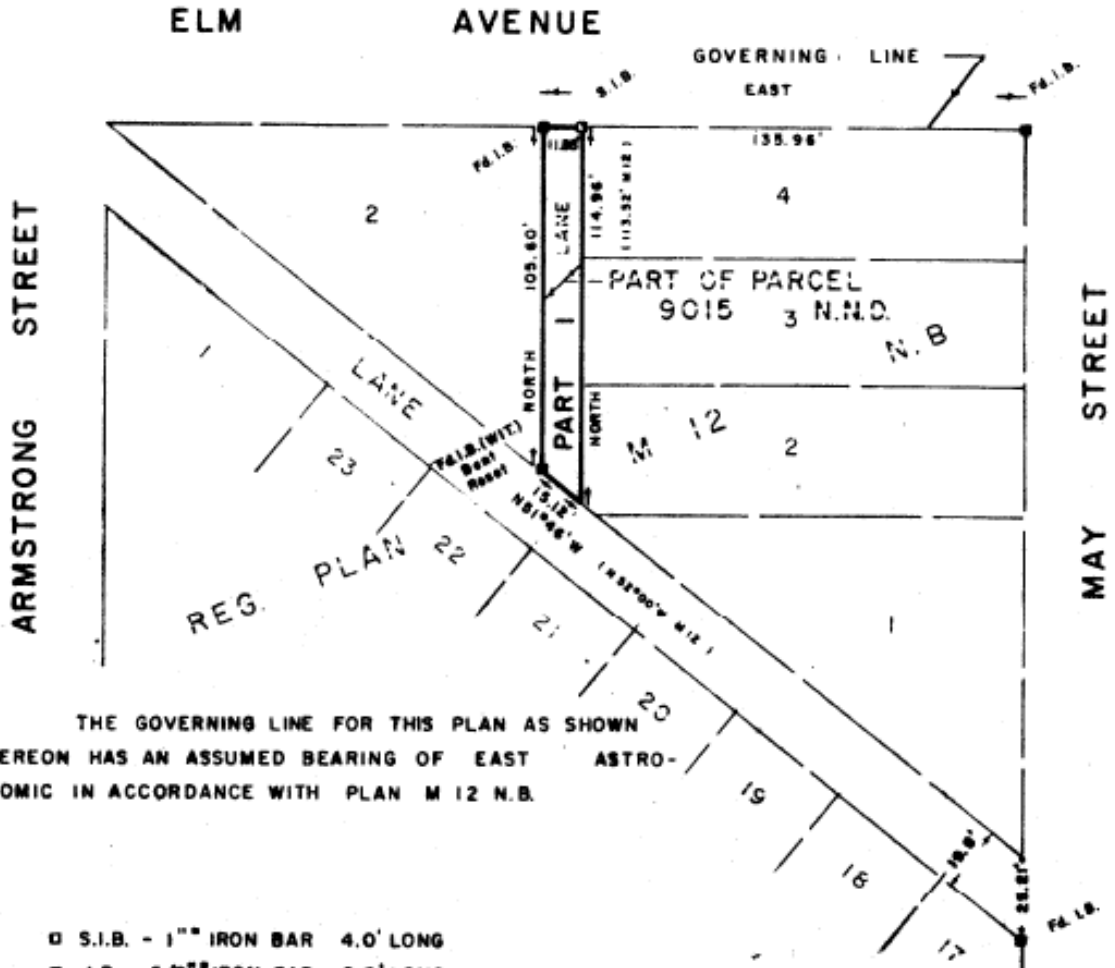 ELM AVENUE
GOVERNING LINE
EAST
S.I.B.
Fd.I.B.
Fd.I.B.
135.96'
2
4
LANE
105.60'
114.96'
(113.32' M12)
PART OF PARCEL
9015 3 N.N.D.
N.B
ARMSTRONG STREET
MAY STREET
1
LANE
NORTH
PART 1
NORTH
M 12
2
23
Fd.I.B.(WIT.)
Bent
Reset
15.12'
N51°46'W
(N52°00'W M12)
REG. PLAN
22
21
1
20
THE GOVERNING LINE FOR THIS PLAN AS SHOWN
EREON HAS AN ASSUMED BEARING OF EAST ASTRO-
OMIC IN ACCORDANCE WITH PLAN M 12 N.B.
19
18
19.8'
25.21'
17
Fd. I.B.
S.I.B. - 1"" IRON BAR 4.0' LONG